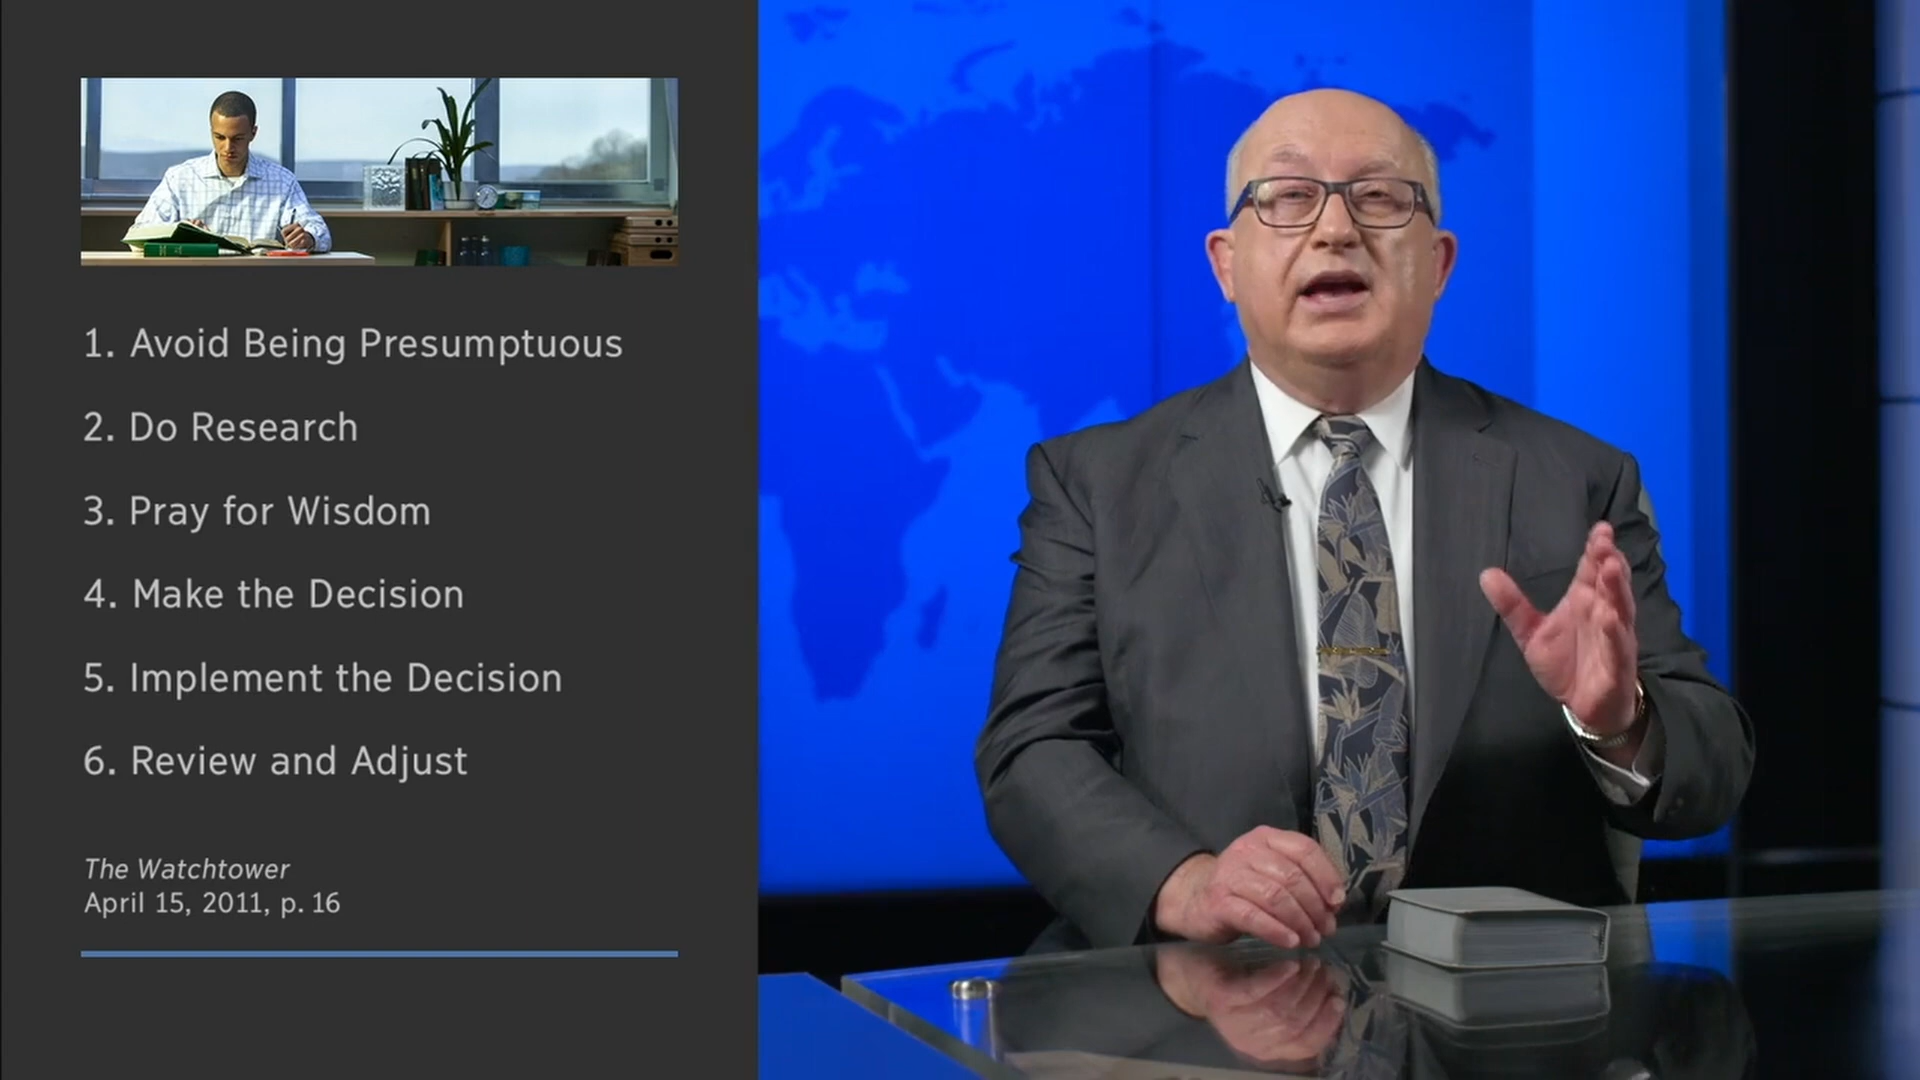 1. Avoid Being Presumptuous
2. Do Research
3. Pray for Wisdom
4. Make the Decision
5. Implement the Decision
6. Review and Adjust
The Watchtower
April 15, 2011, p. 16